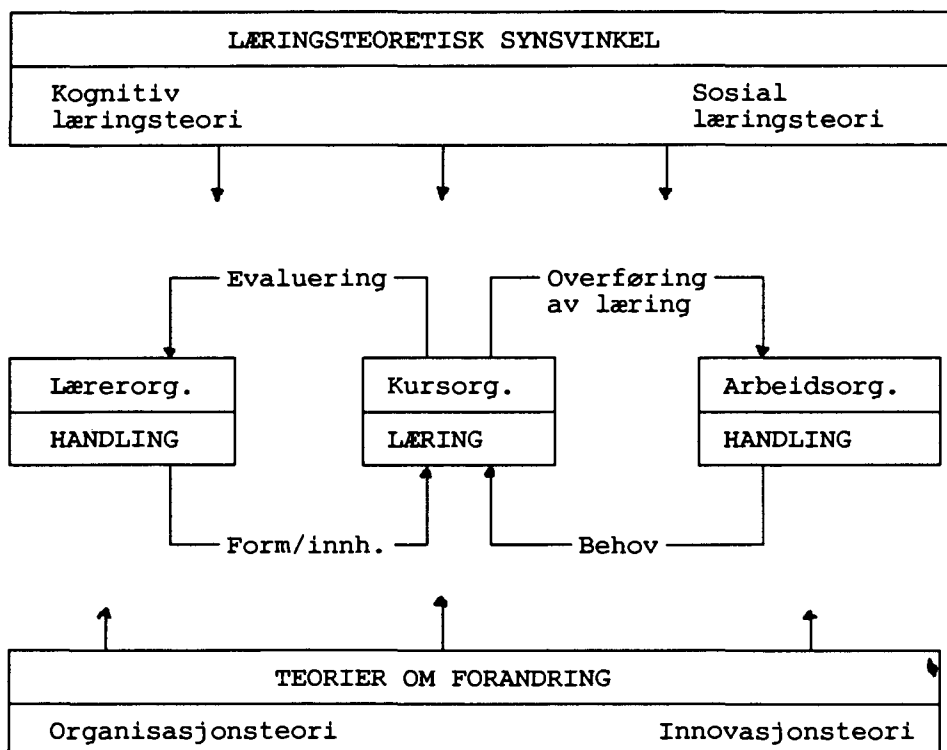 LÆRINGSTEORETISK SYNSVINKEL
Kognitiv
læringsteori
Sosial
læringsteori
Evaluering
Overføring
av læring
Lærerorg.
HANDLING
Kursorg.
LÆRING
Arbeidsorg.
HANDLING
Form/innh.
Behov
TEORIER OM FORANDRING
Organisasjonsteori
Innovasjonsteori